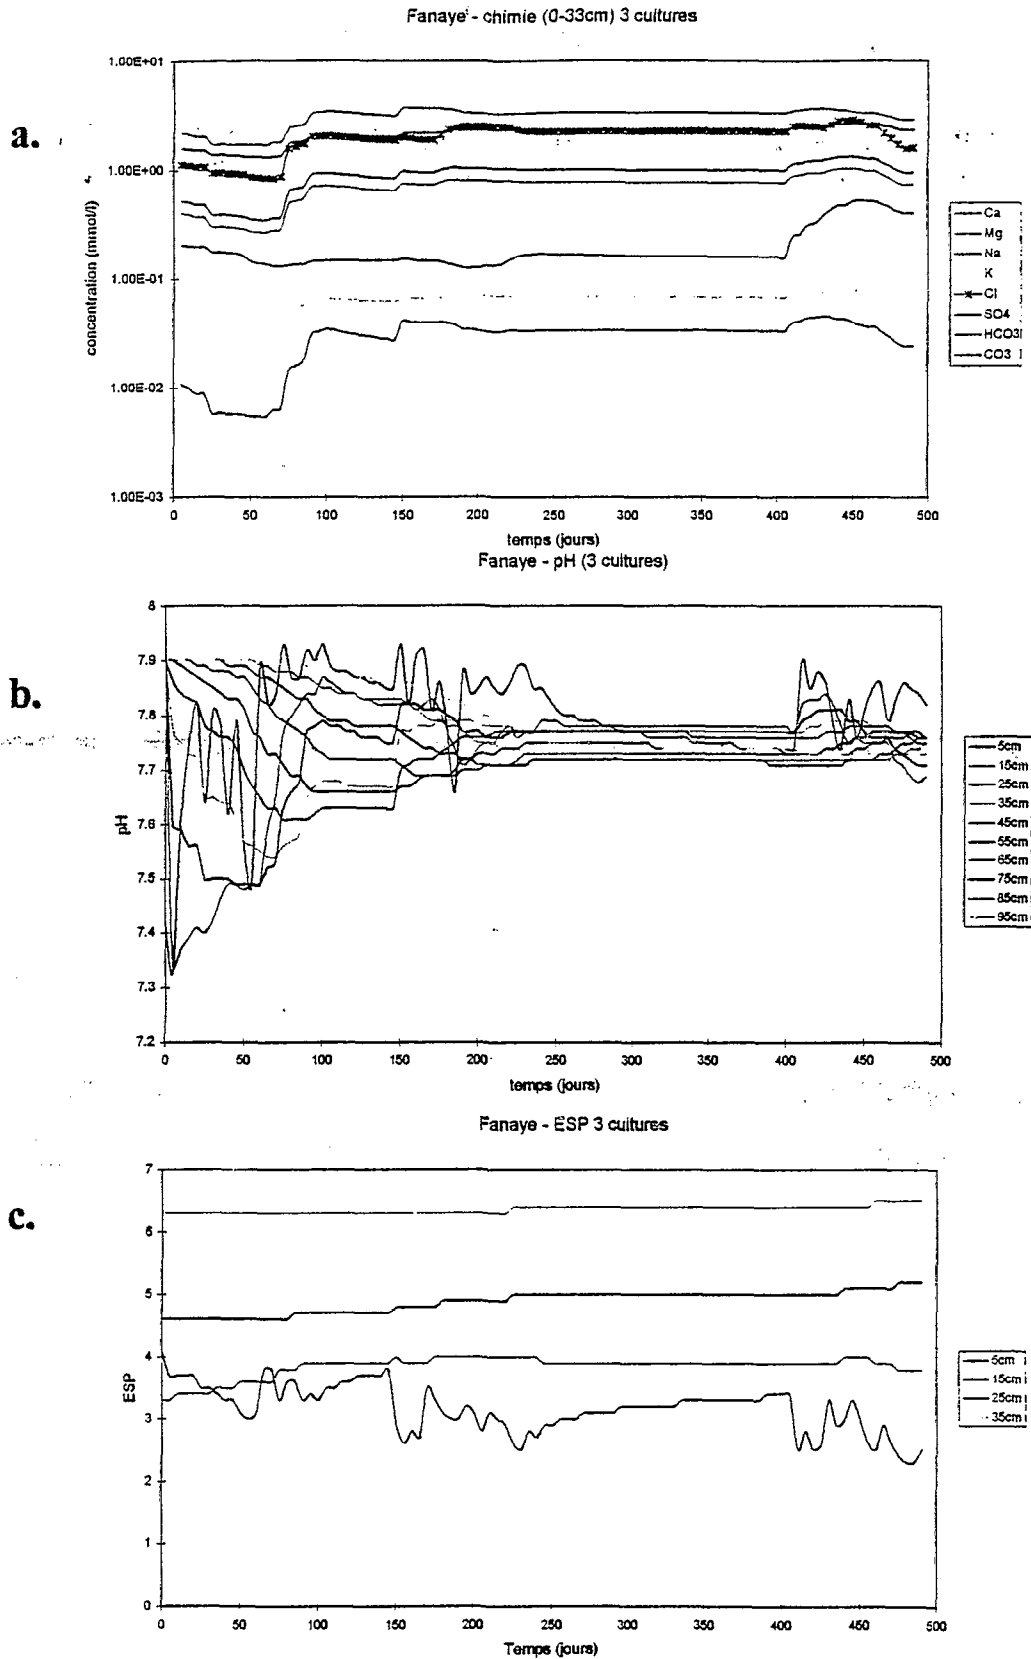 Fanaye - chimie (0-33cm) 3 cultures
a.
concentration (mmol/l)
1.00E+01
1.00E+00
1.00E-01
1.00E-02
1.00E-03
0 50 100 150 200 250 300 350 400 450 500
temps (jours)
Ca
Mg
Na
K
Cl
SO4
HCO3
CO3
Fanaye - pH (3 cultures)
b.
pH
8
7.9
7.8
7.7
7.6
7.5
7.4
7.3
7.2
0 50 100 150 200 250 300 350 400 450 500
temps (jours)
5cm
15cm
25cm
35cm
45cm
55cm
65cm
75cm
85cm
95cm
Fanaye - ESP 3 cultures
c.
ESP
7
6
5
4
3
2
1
0
0 50 100 150 200 250 300 350 400 450 500
Temps (jours)
5cm
15cm
25cm
35cm